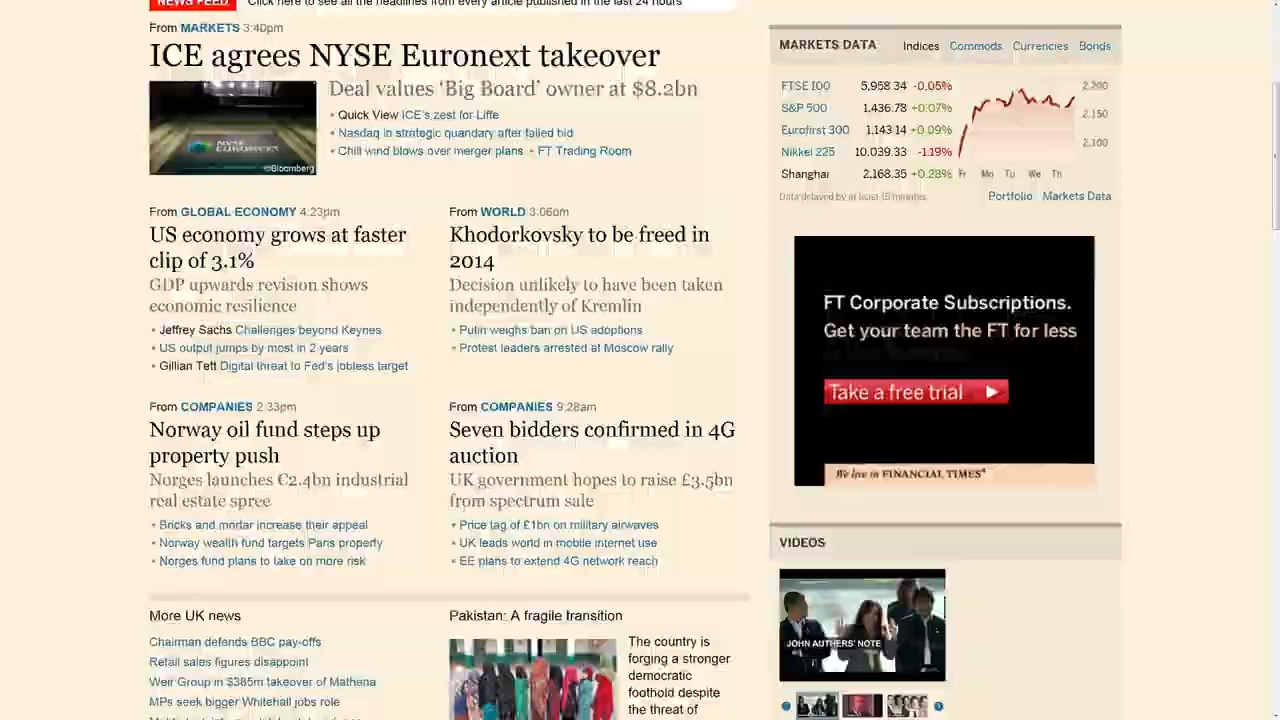 NEWS FEED Click here to see all the headlines from every article published in the last 24 hours
From MARKETS 3:40pm
ICE agrees NYSE Euronext takeover
Deal values ‘Big Board’ owner at $8.2bn
NYSE EURONEXT
©Bloomberg
Quick View ICE's zest for Liffe
Nasdaq in strategic quandary after failed bid
Chill wind blows over merger plans
FT Trading Room
From GLOBAL ECONOMY 4:23pm
US economy grows at faster
clip of 3.1%
GDP upwards revision shows
economic resilience
Jeffrey Sachs Challenges beyond Keynes
US output jumps by most in 2 years
Gillian Tett Digital threat to Fed's jobless target
From WORLD 3:06pm
Khodorkovsky to be freed in
2014
Decision unlikely to have been taken
independently of Kremlin
Putin weighs ban on US adoptions
Protest leaders arrested at Moscow rally
From COMPANIES 2:33pm
Norway oil fund steps up
property push
Norges launches €2.4bn industrial
real estate spree
Bricks and mortar increase their appeal
Norway wealth fund targets Paris property
Norges fund plans to take on more risk
From COMPANIES 9:28am
Seven bidders confirmed in 4G
auction
UK government hopes to raise £3.5bn
from spectrum sale
Price tag of £1bn on military airwaves
UK leads world in mobile internet use
EE plans to extend 4G network reach
More UK news
Chairman defends BBC pay-offs
Retail sales figures disappoint
Weir Group in $385m takeover of Mathena
MPs seek bigger Whitehall jobs role
Pakistan: A fragile transition
The country is
forging a stronger
democratic
foothold despite
the threat of
MARKETS DATA Indices Commods Currencies Bonds
FTSE 100 5,958.34 -0.05%
S&P 500 1,436.78 +0.07%
Eurofirst 300 1,143.14 +0.09%
Nikkei 225 10,039.33 -1.19%
Shanghai 2,168.35 +0.28%
2,200
2,150
2,100
Fr Mo Tu We Th
Data delayed by at least 15 minutes
Portfolio Markets Data
FT Corporate Subscriptions.
Get your team the FT for less
Take a free trial
We live in FINANCIAL TIMES®
VIDEOS
JOHN AUTHERS' NOTE